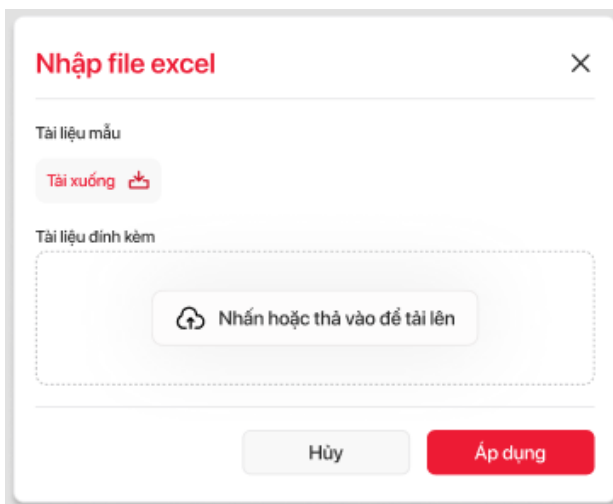 Nhập file excel
Tài liệu mẫu
Tải xuống
Tài liệu đính kèm
Nhấn hoặc thả vào để tải lên
Hủy
Áp dụng